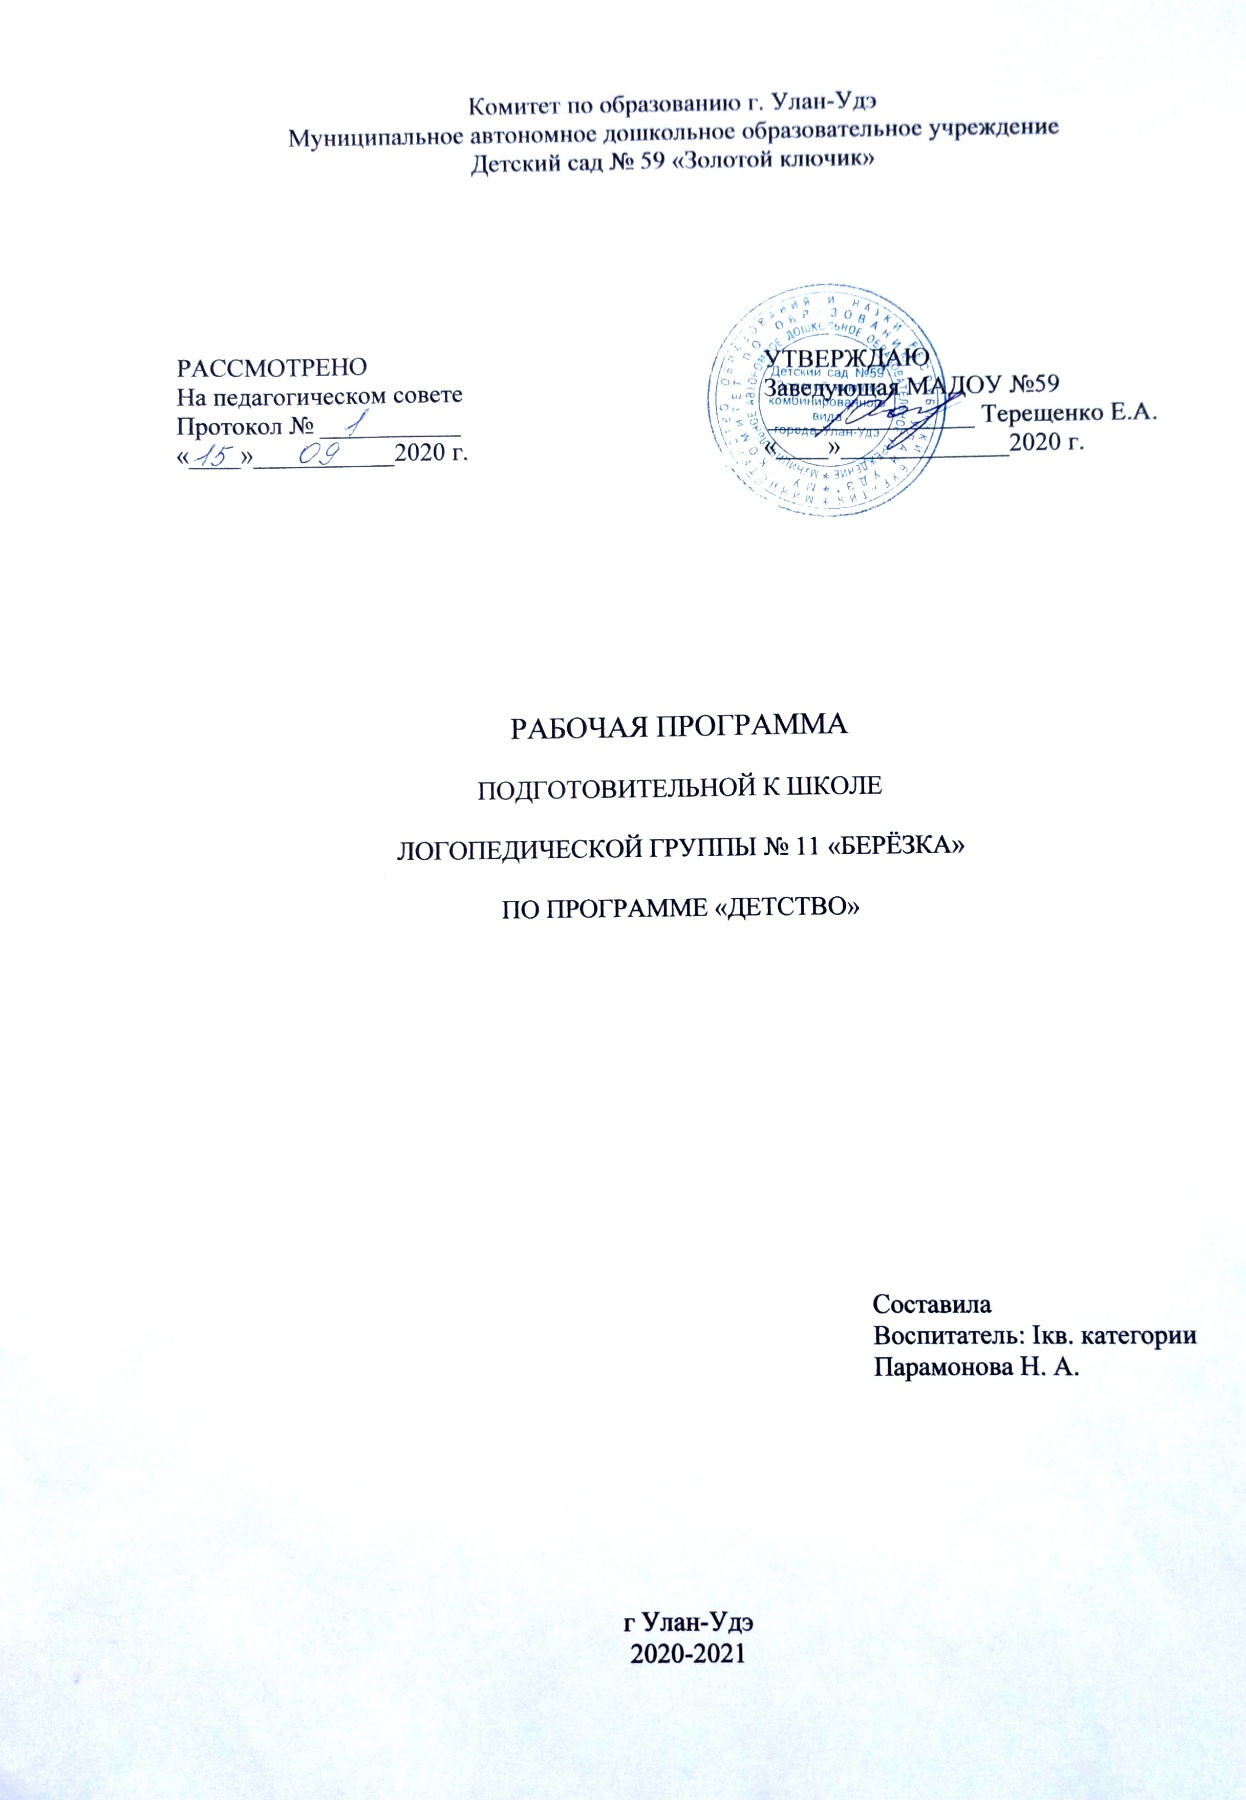 Комитет по образованию г. Улан-Удэ
Муниципальное автономное дошкольное образовательное учреждение
Детский сад № 59 «Золотой ключик»
РАССМОТРЕНО
На педагогическом совете
Протокол № 1
«15» 09 2020 г.
УТВЕРЖДАЮ
Заведующая МАДОУ №59
Терещенко Е.А.
«____»_____________2020 г.
Детский сад №59
комбинированного
вида
города Улан-Удэ
РАБОЧАЯ ПРОГРАММА
ПОДГОТОВИТЕЛЬНОЙ К ШКОЛЕ
ЛОГОПЕДИЧЕСКОЙ ГРУППЫ № 11 «БЕРЁЗКА»
ПО ПРОГРАММЕ «ДЕТСТВО»
Составила
Воспитатель: Iкв. категории
Парамонова Н. А.
г Улан-Удэ
2020-2021